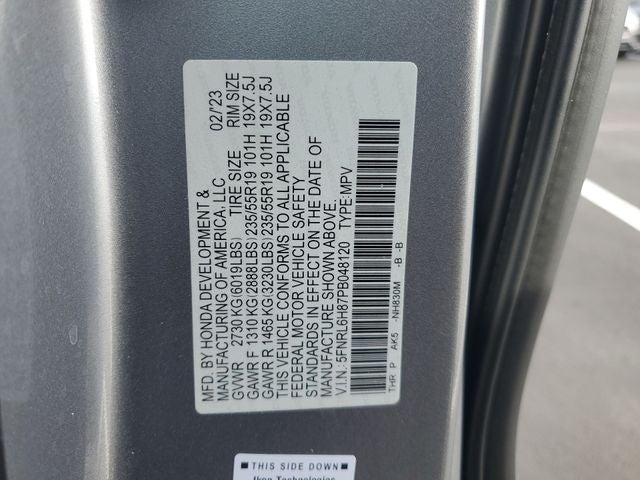 MFD. BY HONDA DEVELOPMENT &
MANUFACTURING OF AMERICA, LLC 02/'23
GVWR 2730 KG(6019LBS) TIRE SIZE RIM SIZE
GAWR F 1310 KG(2888LBS)235/55R19 101H 19X7.5J
GAWR R 1465 KG(3230LBS)235/55R19 101H 19X7.5J
THIS VEHICLE CONFORMS TO ALL APPLICABLE
FEDERAL MOTOR VEHICLE SAFETY
STANDARDS IN EFFECT ON THE DATE OF
MANUFACTURE SHOWN ABOVE.
V.I.N.: 5FNRL6H87PB048120 TYPE:MPV
THR P AK5 -NH830M -B -B
THIS SIDE DOWN
Ikon Technologies